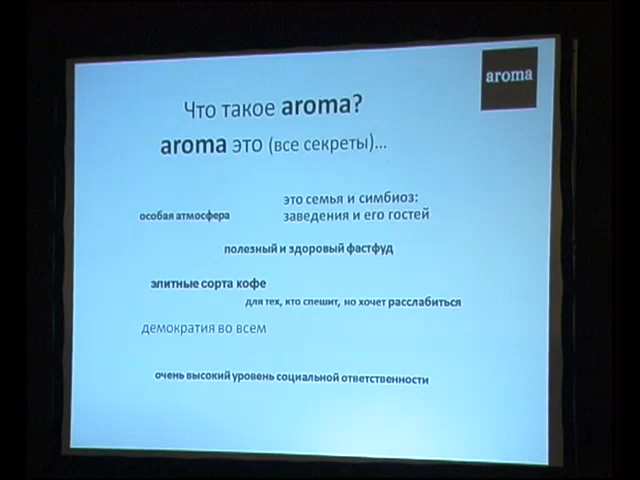 aroma
Что такое aroma?
aroma это (все секреты)...
это семья и симбиоз:
особая атмосфера
заведения и его гостей
полезный и здоровый фастфуд
элитные сорта кофе
для тех, кто спешит, но хочет расслабиться
демократия во всем
очень высокий уровень социальной ответственности